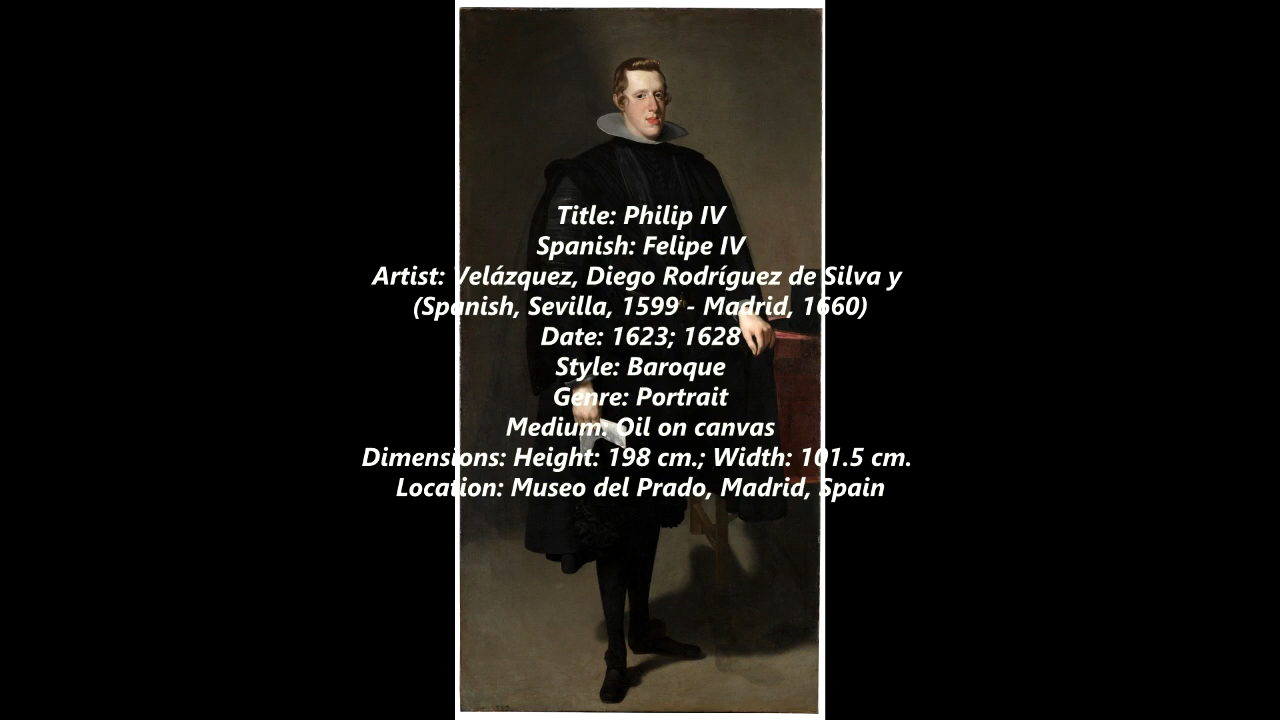 Title: Philip IV
Spanish: Felipe IV
Artist: Velázquez, Diego Rodríguez de Silva y
(Spanish, Sevilla, 1599 - Madrid, 1660)
Date: 1623; 1628
Style: Baroque
Genre: Portrait
Medium: Oil on canvas
Dimensions: Height: 198 cm.; Width: 101.5 cm.
Location: Museo del Prado, Madrid, Spain